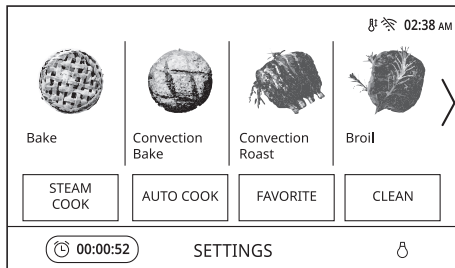 02:38 AM
Bake
Convection
Bake
Convection
Roast
Broil
STEAM
COOK
AUTO COOK
FAVORITE
CLEAN
00:00:52
SETTINGS